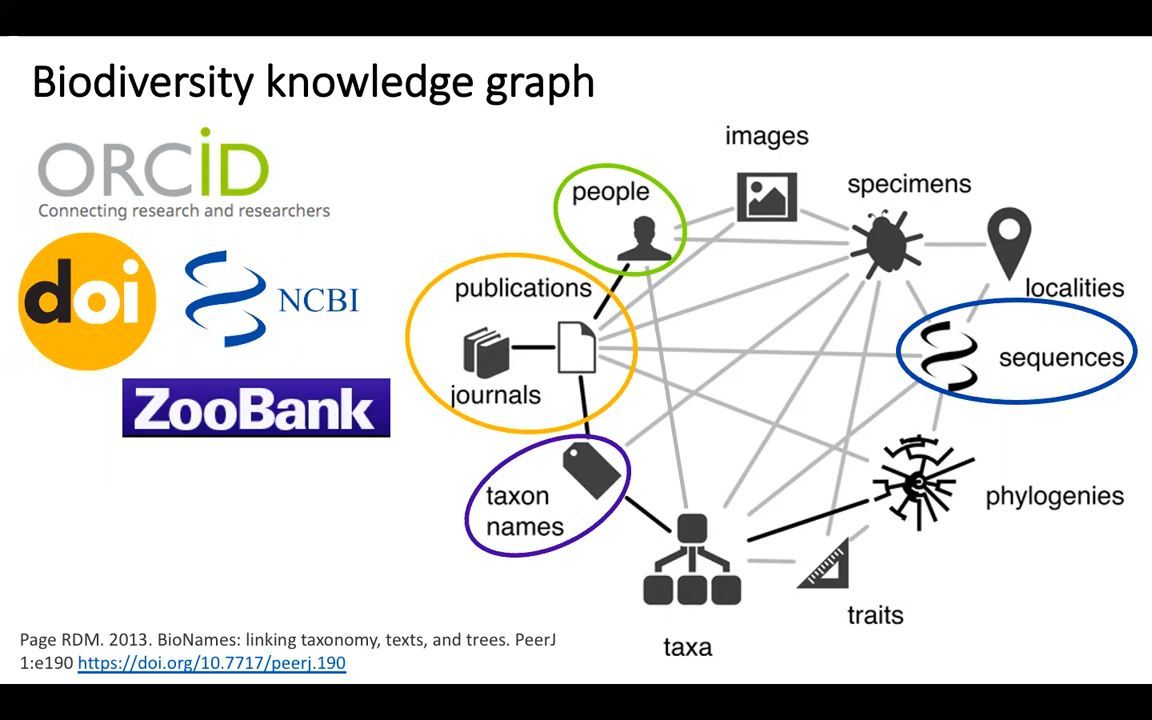 Biodiversity knowledge graph
ORCID
Connecting research and researchers
doi
NCBI
ZooBank
images
people
specimens
publications
localities
sequences
journals
taxon
names
phylogenies
traits
taxa
Page RDM. 2013. BioNames: linking taxonomy, texts, and trees. PeerJ
1:e190 https://doi.org/10.7717/peerj.190